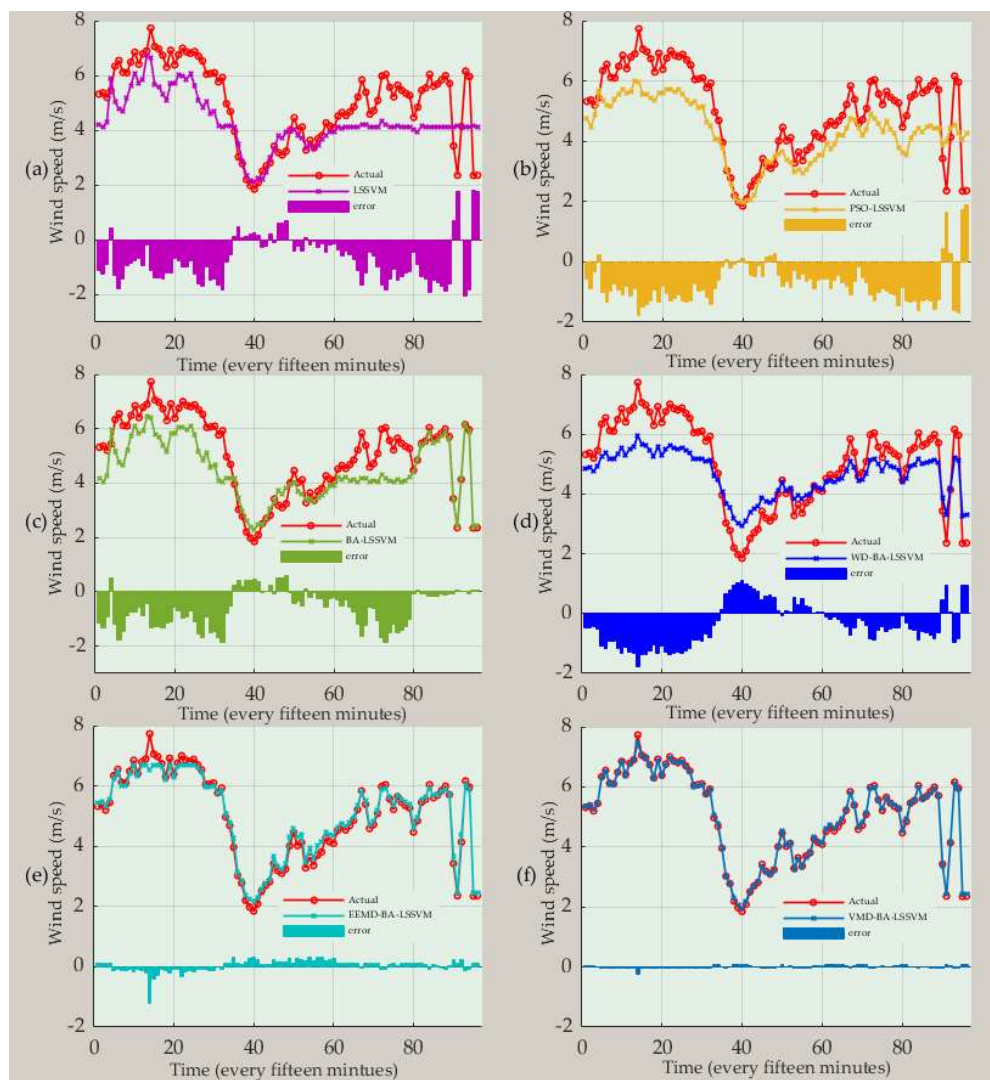 8
6
4
2
0
-2
(a)
Wind speed (m/s)
Actual
LSSVM
error
0 20 40 60 80
Time (every fifteen minutes)
8
6
4
2
0
-2
(b)
Wind speed (m/s)
Actual
PSO-LSSVM
error
0 20 40 60 80
Time (every fifteen minutes)
8
6
4
2
0
-2
(c)
Wind speed (m/s)
Actual
BA-LSSVM
error
0 20 40 60 80
Time (every fifteen minutes)
8
6
4
2
0
-2
(d)
Wind speed (m/s)
Actual
WD-BA-LSSVM
error
0 20 40 60 80
Time (every fifteen minutes)
8
6
4
2
0
-2
(e)
Wind speed (m/s)
Actual
EEMD-BA-LSSVM
error
0 20 40 60 80
Time (every fifteen mintues)
8
6
4
2
0
-2
(f)
Wind speed (m/s)
Actual
VMD-BA-LSSVM
error
0 20 40 60 80
Time (every fifteen minutes)